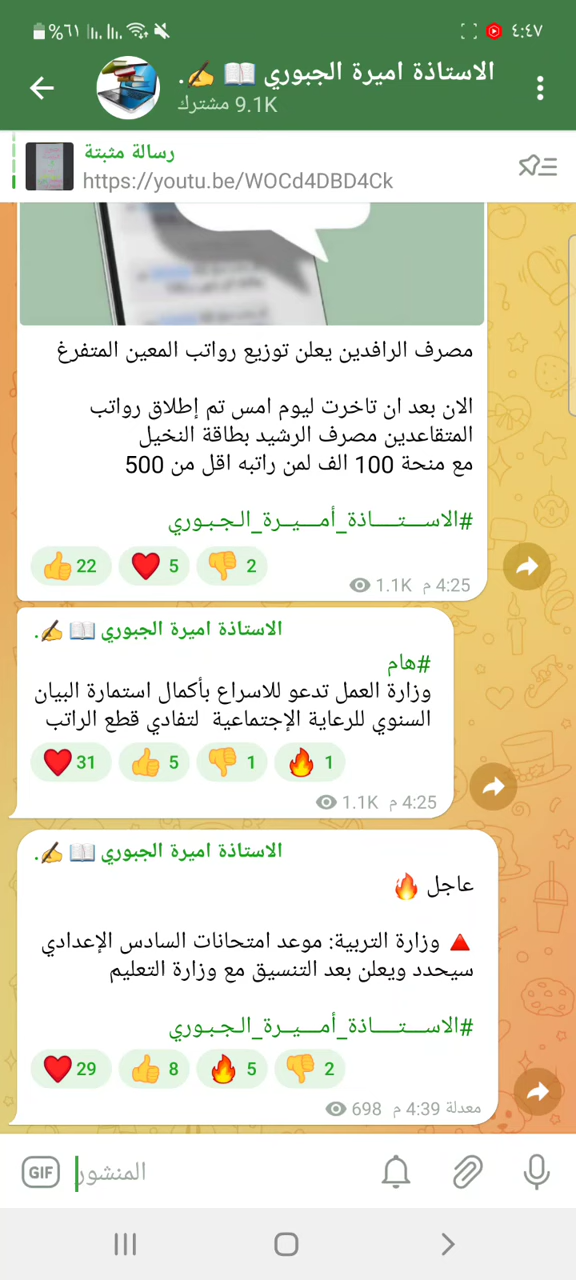 ٤:٤٧
%٦١
الاستاذة اميرة الجبوري 📖 ✍️.
9.1K مشترك
رسالة مثبتة
https://youtu.be/WOCd4DBD4Ck
مصرف الرافدين يعلن توزيع رواتب المعين المتفرغ
الان بعد ان تاخرت ليوم امس تم إطلاق رواتب
المتقاعدين مصرف الرشيد بطاقة النخيل
مع منحة 100 الف لمن راتبه اقل من 500
#الاســـتــــاذة_أمـــيــرة_الـجـبـوري
👍 22 ❤️ 5 👎 2
1.1K 4:25 م
الاستاذة اميرة الجبوري 📖 ✍️.
#هام
وزارة العمل تدعو للاسراع بأكمال استمارة البيان
السنوي للرعاية الإجتماعية لتفادي قطع الراتب
❤️ 31 👍 5 👎 1 🔥 1
1.1K 4:25 م
الاستاذة اميرة الجبوري 📖 ✍️.
عاجل 🔥
🔺 وزارة التربية: موعد امتحانات السادس الإعدادي
سيحدد ويعلن بعد التنسيق مع وزارة التعليم
#الاســـتــــاذة_أمـــيــرة_الـجـبـوري
❤️ 29 👍 8 🔥 5 👎 2
698 معدلة 4:39 م
GIF المنشور